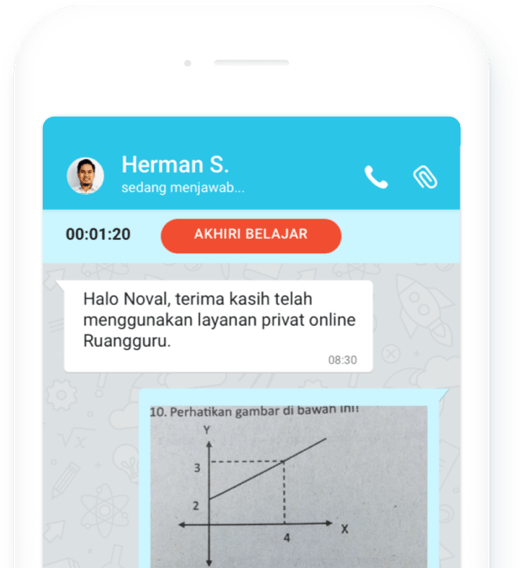 Herman S.
sedang menjawab...
00:01:20
AKHIRI BELAJAR
Halo Noval, terima kasih telah
menggunakan layanan privat online
Ruangguru.
08:30
10. Perhatikan gambar di bawah ini!
Y
3
2
X
4